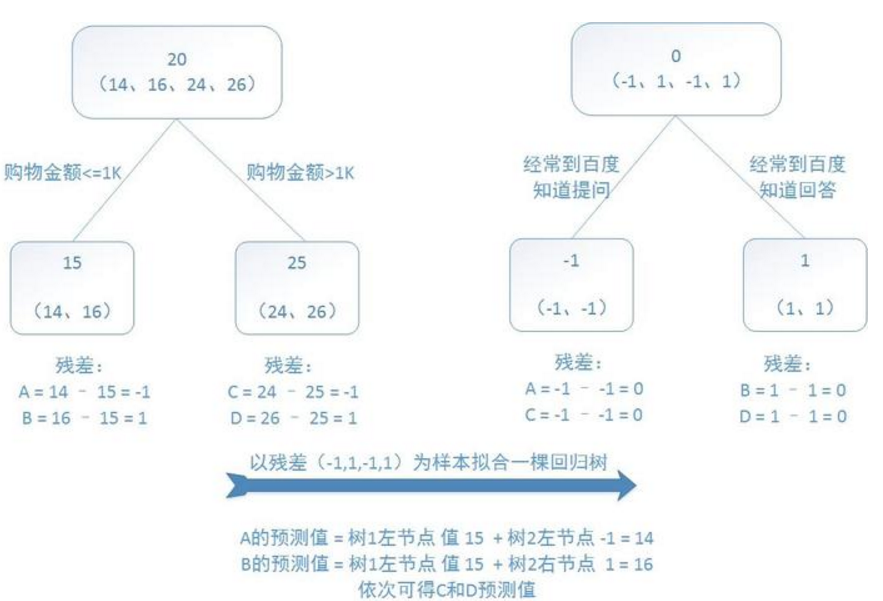 20
（14、16、24、26）
购物金额<=1K
购物金额>1K
15
（14、16）
25
（24、26）
残差：
A = 14 － 15 = -1
B = 16 － 15 = 1
残差：
C = 24 － 25 = -1
D = 26 － 25 = 1
0
（-1、1、-1、1）
经常到百度
知道提问
经常到百度
知道回答
-1
（-1、-1）
1
（1、1）
残差：
A = -1 － -1 = 0
C = -1 － -1 = 0
残差：
B = 1 － 1 = 0
D = 1 － 1 = 0
以残差（-1,1,-1,1）为样本拟合一棵回归树
A的预测值 = 树1左节点 值 15 + 树2左节点 -1 = 14
B的预测值 = 树1左节点 值 15 + 树2右节点 1 = 16
依次可得C和D预测值